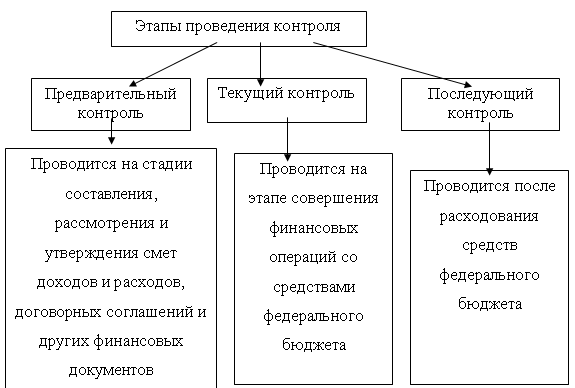 Этапы проведения контроля
Предварительный
контроль
Текущий контроль
Последующий
контроль
Проводится на стадии
составления,
рассмотрения и
утверждения смет
доходов и расходов,
договорных соглашений и
других финансовых
документов
Проводится на
этапе совершения
финансовых
операций со
средствами
федерального
бюджета
Проводится после
расходования
средств
федерального
бюджета